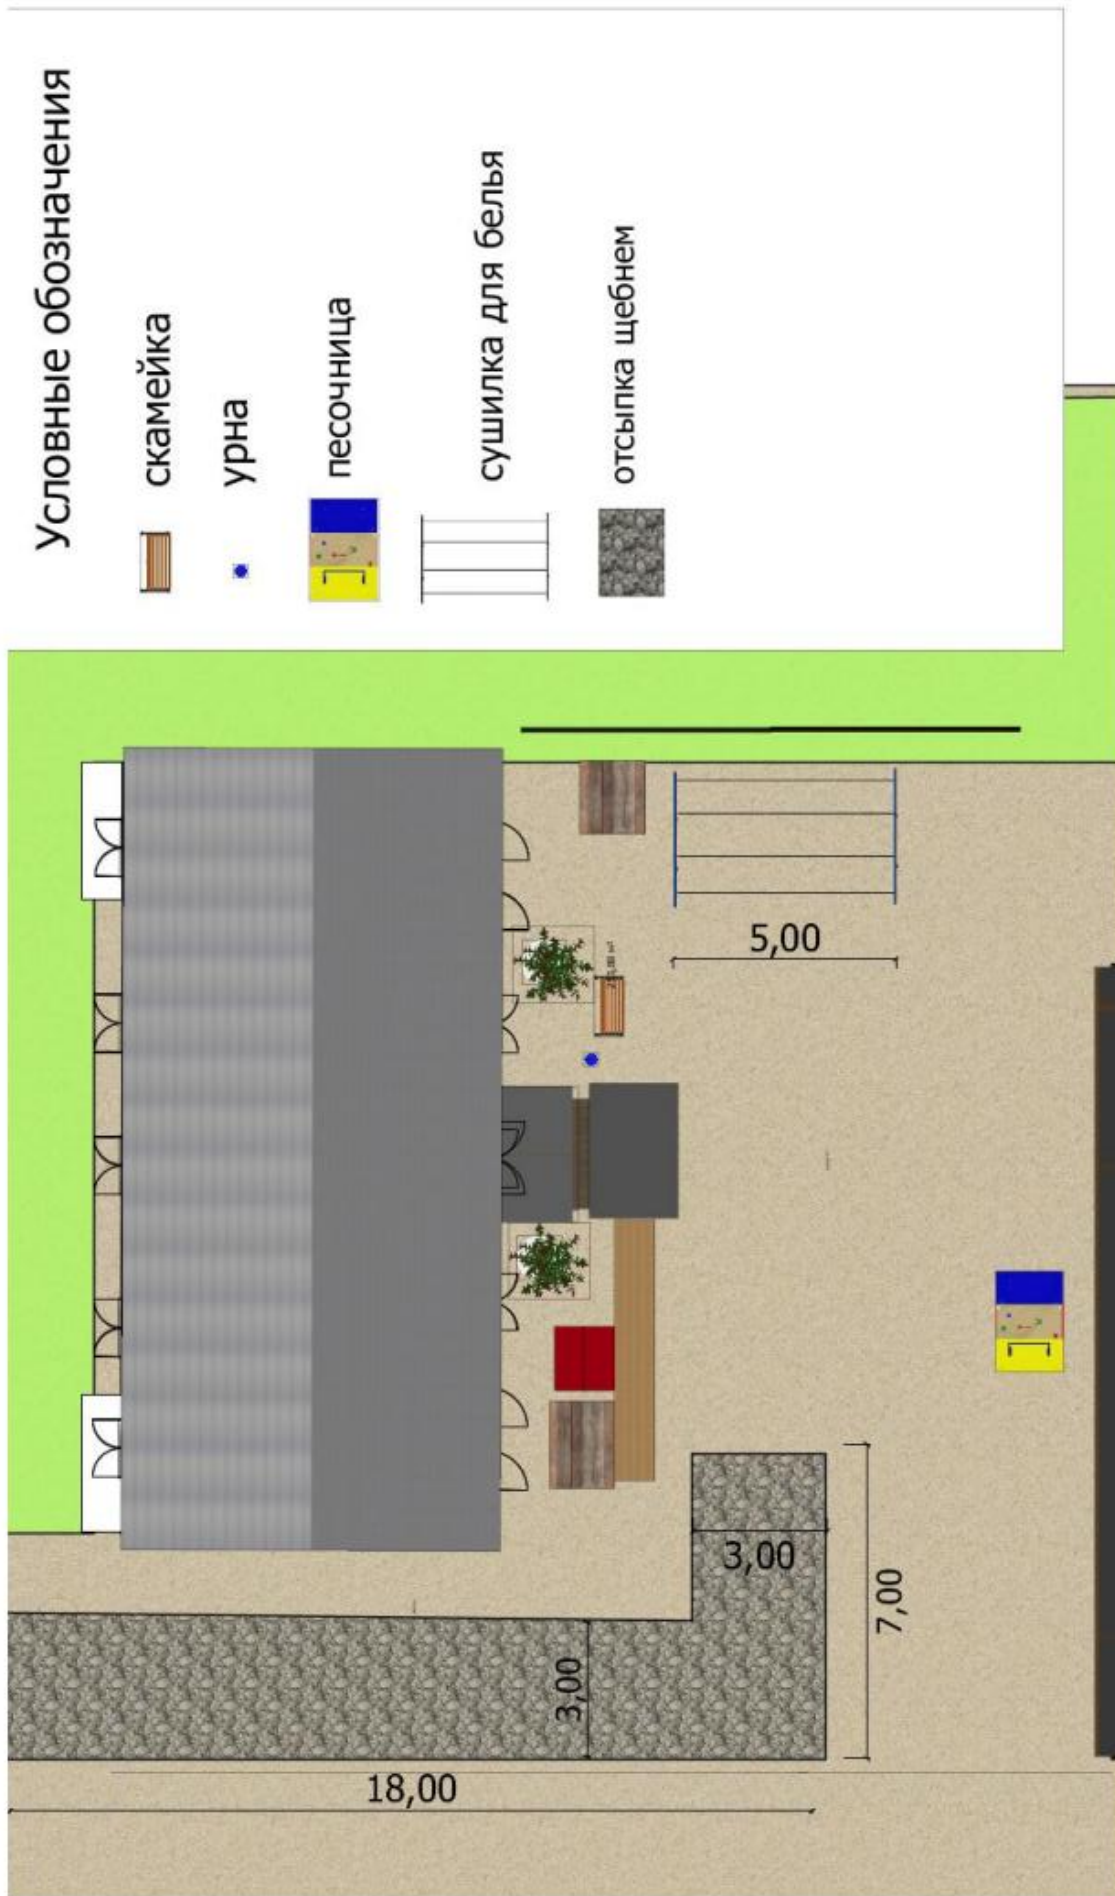 Условные обозначения
скамейка
урна
песочница
сушилка для белья
отсыпка щебнем
5,00
3,00
7,00
3,00
18,00